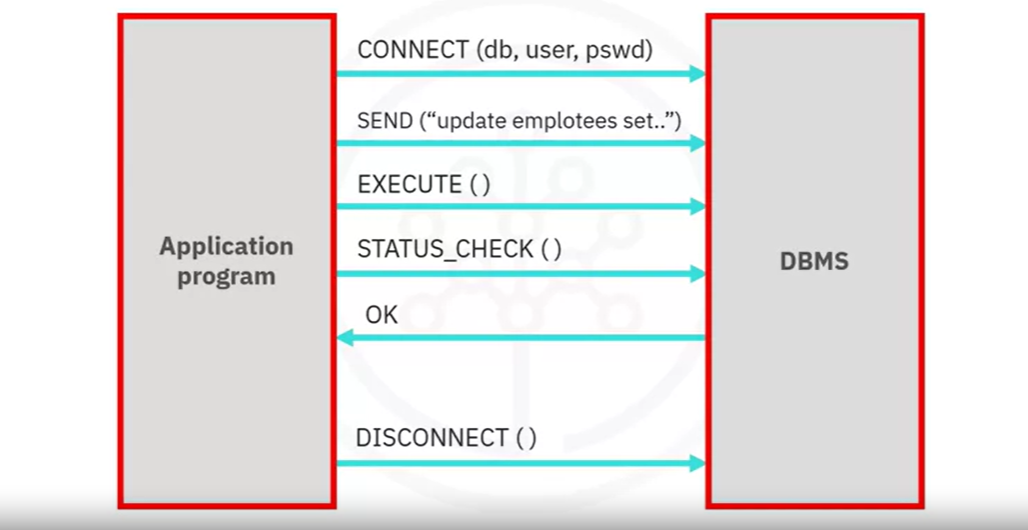 CONNECT (db, user, pswd)
SEND (“update emplotees set..”)
EXECUTE ( )
STATUS_CHECK ( )
OK
DISCONNECT ( )
Application
program
DBMS